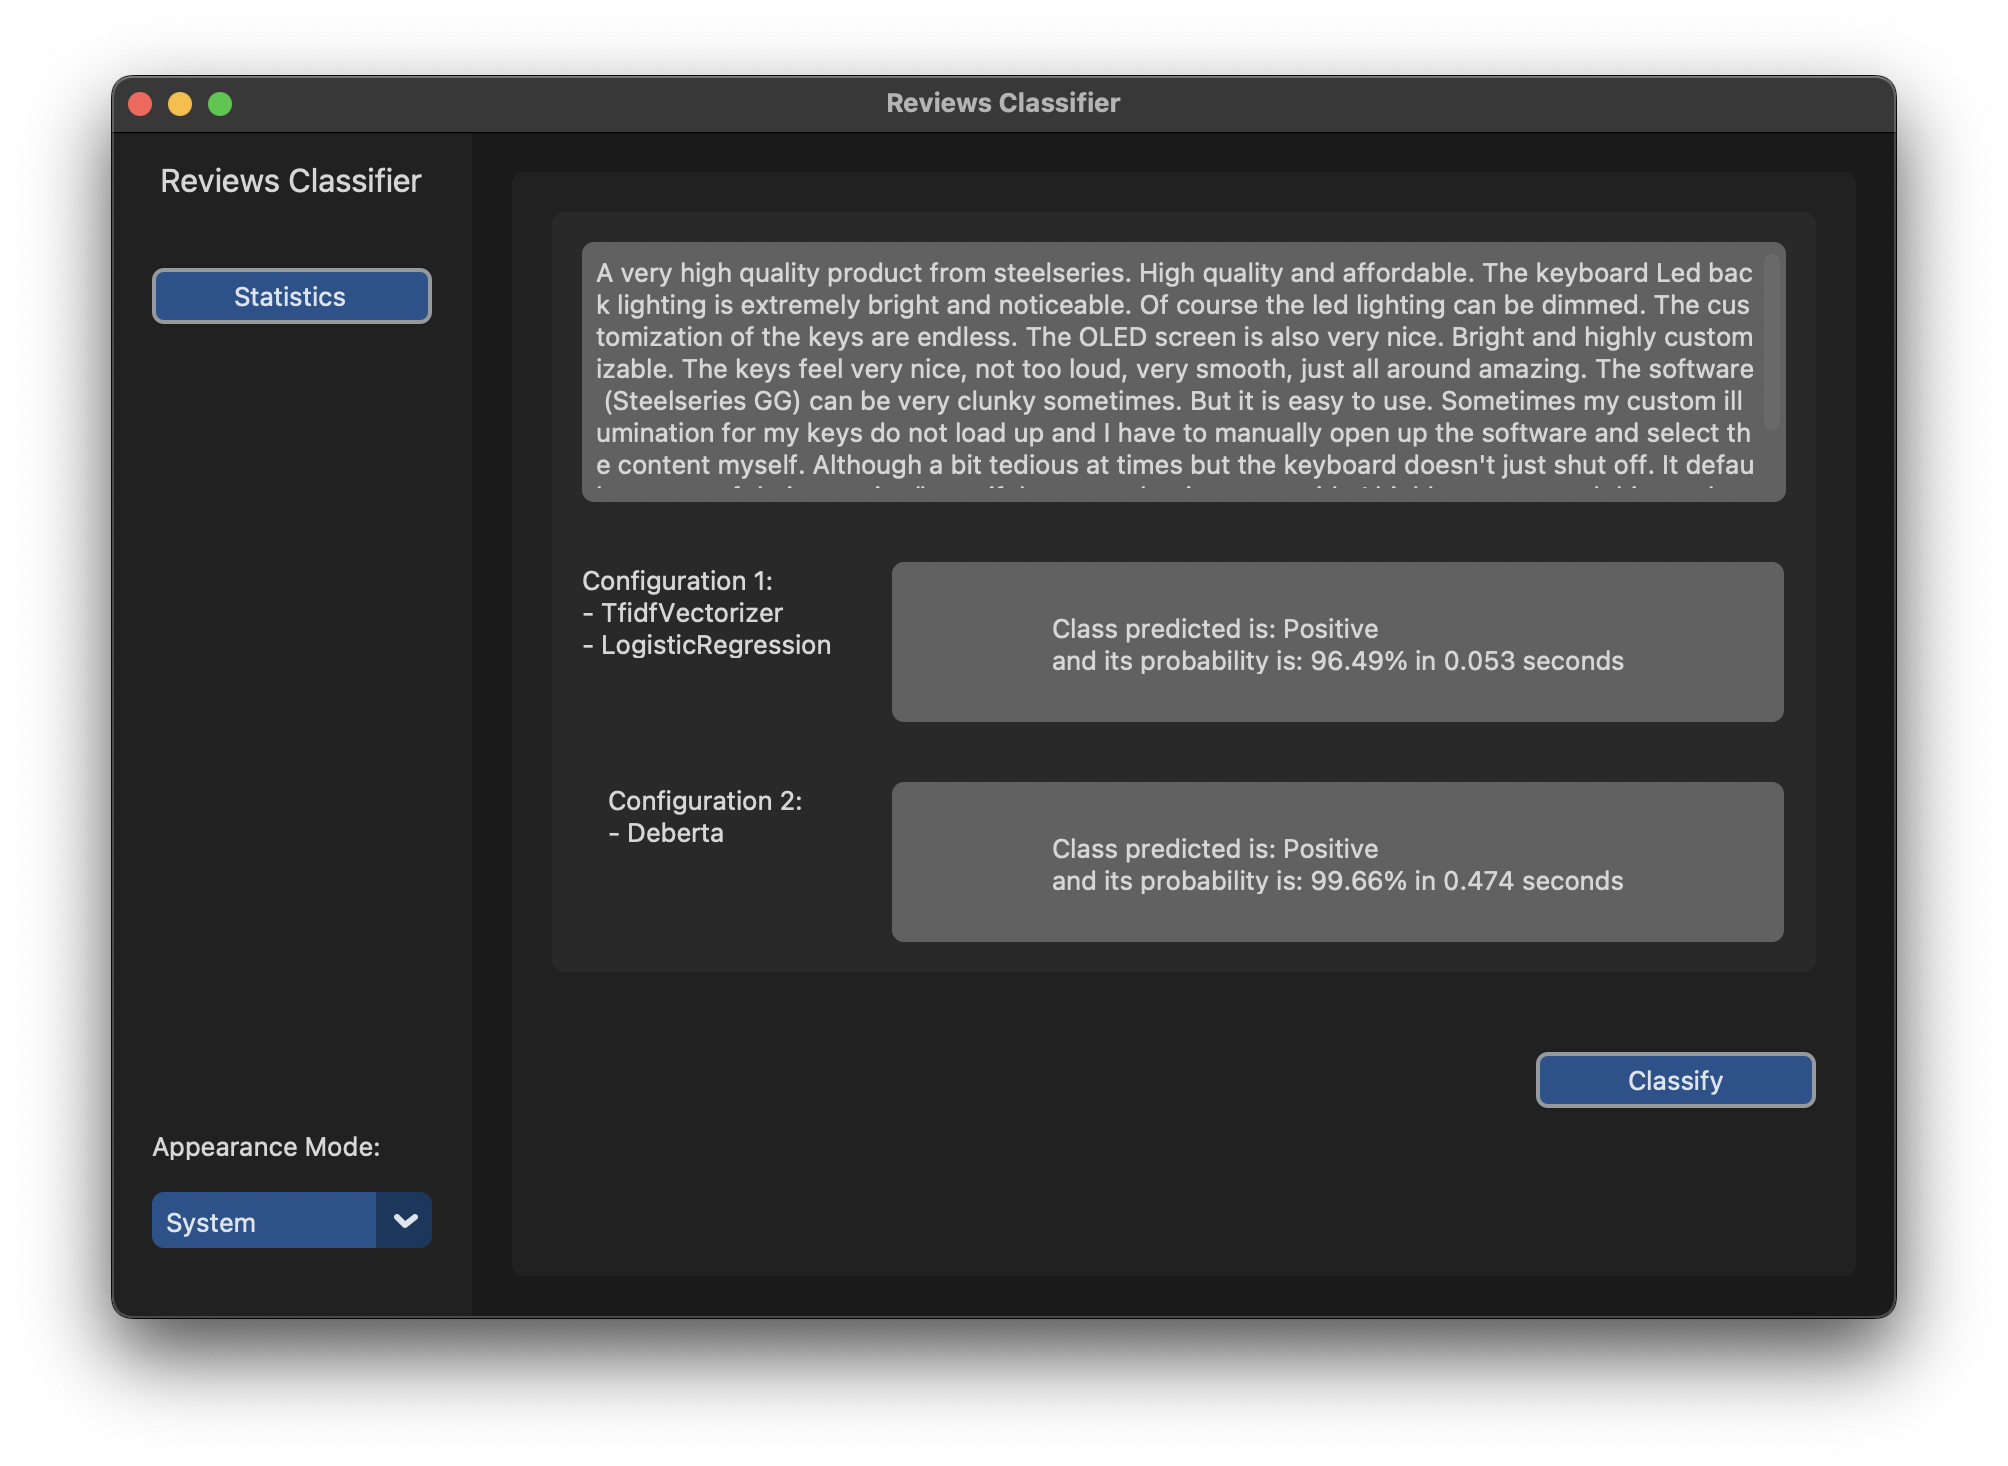 Reviews Classifier
Reviews Classifier
Statistics
A very high quality product from steelseries. High quality and affordable. The keyboard Led bac
k lighting is extremely bright and noticeable. Of course the led lighting can be dimmed. The cus
tomization of the keys are endless. The OLED screen is also very nice. Bright and highly custom
izable. The keys feel very nice, not too loud, very smooth, just all around amazing. The software
(Steelseries GG) can be very clunky sometimes. But it is easy to use. Sometimes my custom ill
umination for my keys do not load up and I have to manually open up the software and select th
e content myself. Although a bit tedious at times but the keyboard doesn't just shut off. It defau
Configuration 1:
- TfidfVectorizer
- LogisticRegression
Class predicted is: Positive
and its probability is: 96.49% in 0.053 seconds
Configuration 2:
- Deberta
Class predicted is: Positive
and its probability is: 99.66% in 0.474 seconds
Classify
Appearance Mode:
System